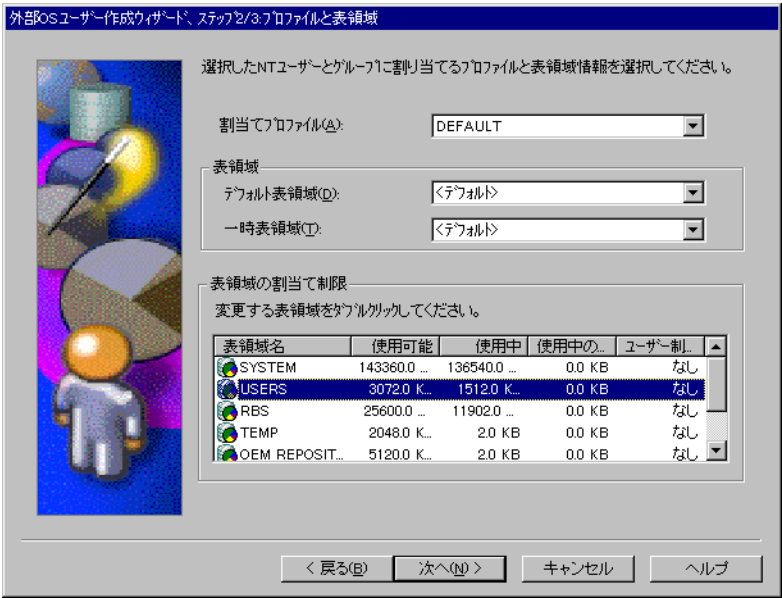 外部OSユーザー作成ウィザード、ステップ2/3:プロファイルと表領域
選択したNTユーザーとグループに割り当てるプロファイルと表領域情報を選択してください。
割当てプロファイル(A):
DEFAULT
表領域
デフォルト表領域(D):
<デフォルト>
一時表領域(T):
<デフォルト>
表領域の割当て制限
変更する表領域をダブルクリックしてください。
表領域名 使用可能 使用中 使用中の... ユーザー制...
SYSTEM 143360.0 ... 136540.0 ... 0.0 KB なし
USERS 3072.0 K... 1512.0 K... 0.0 KB なし
RBS 25600.0 ... 11902.0 ... 0.0 KB なし
TEMP 2048.0 K... 2.0 KB 0.0 KB なし
OEM REPOSIT... 5120.0 K... 2.0 KB 0.0 KB なし
< 戻る(B) 次へ(N) > キャンセル ヘルプ